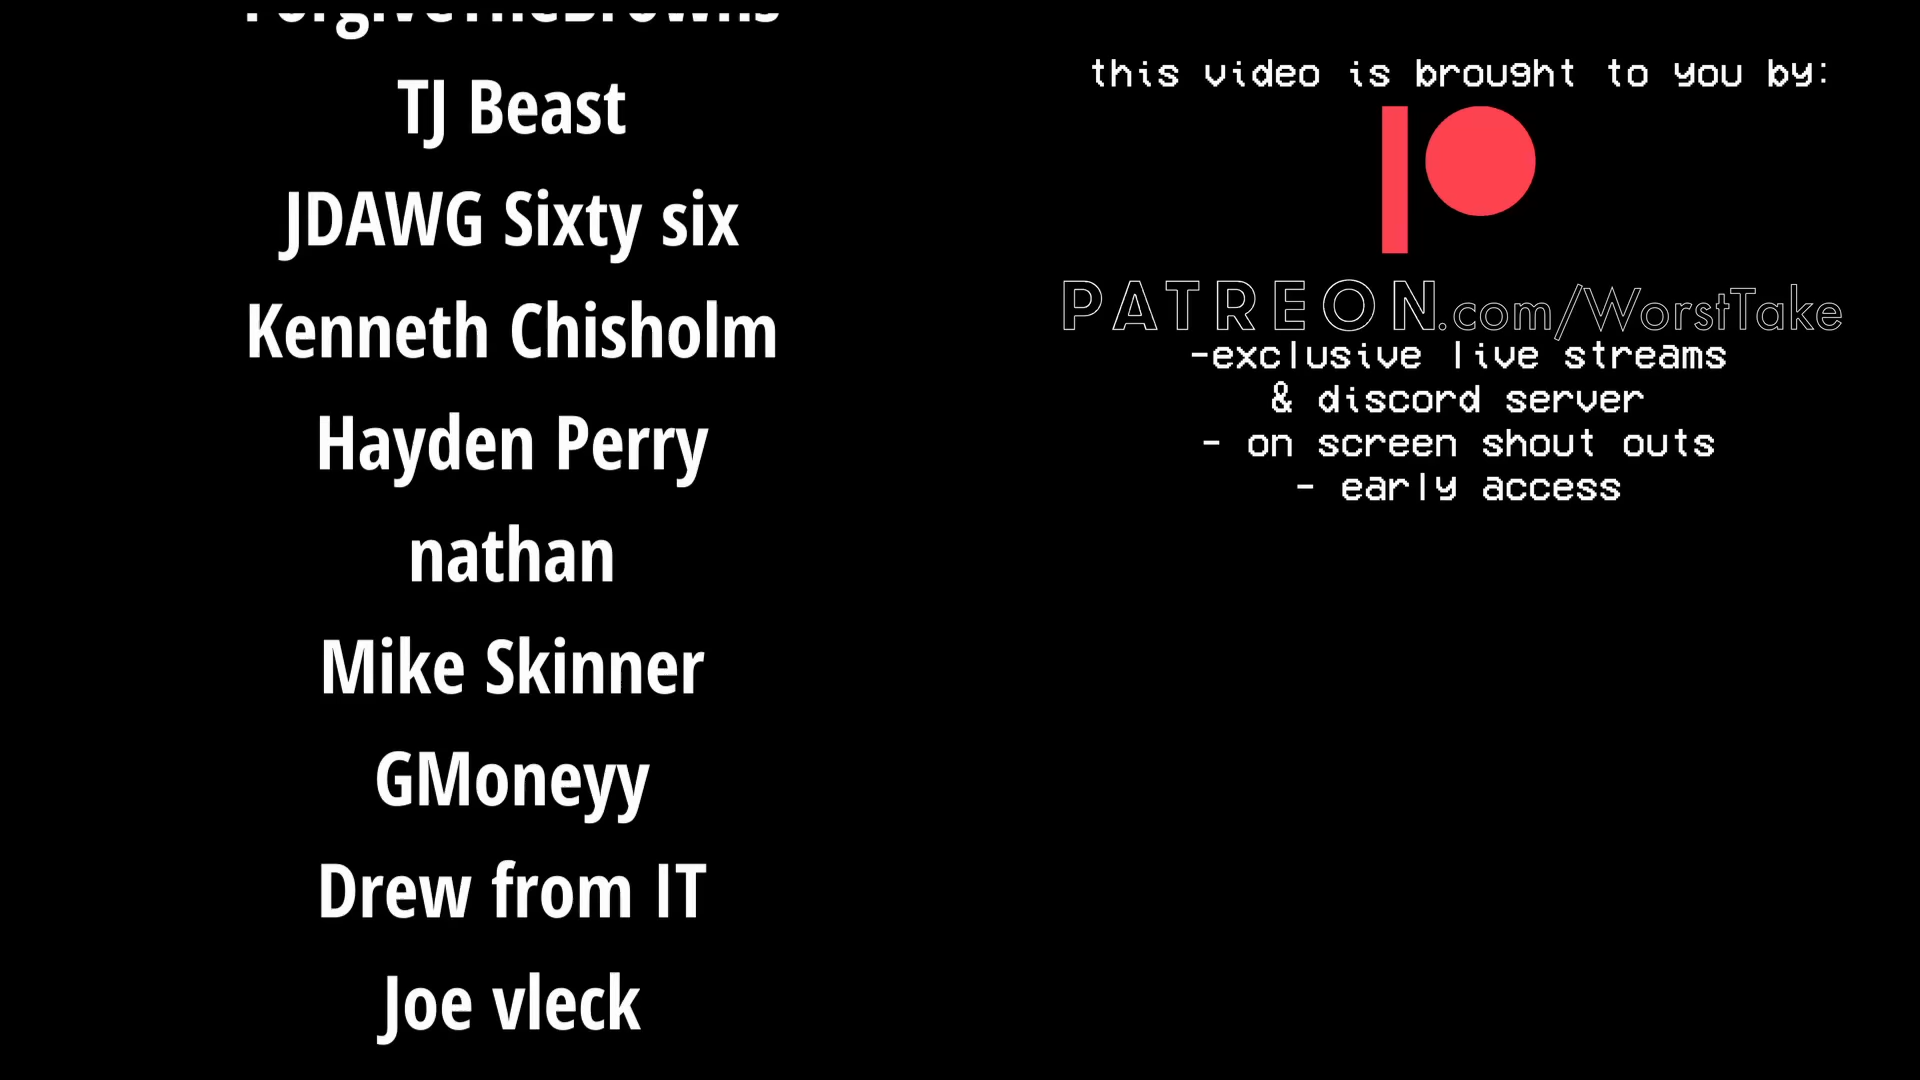 ForgiveTheBrowns
TJ Beast
JDAWG Sixty six
Kenneth Chisholm
Hayden Perry
nathan
Mike Skinner
GMoneyy
Drew from IT
Joe vleck
this video is brought to you by:
PATREON.com/WorstTake
-exclusive live streams
& discord server
- on screen shout outs
- early access